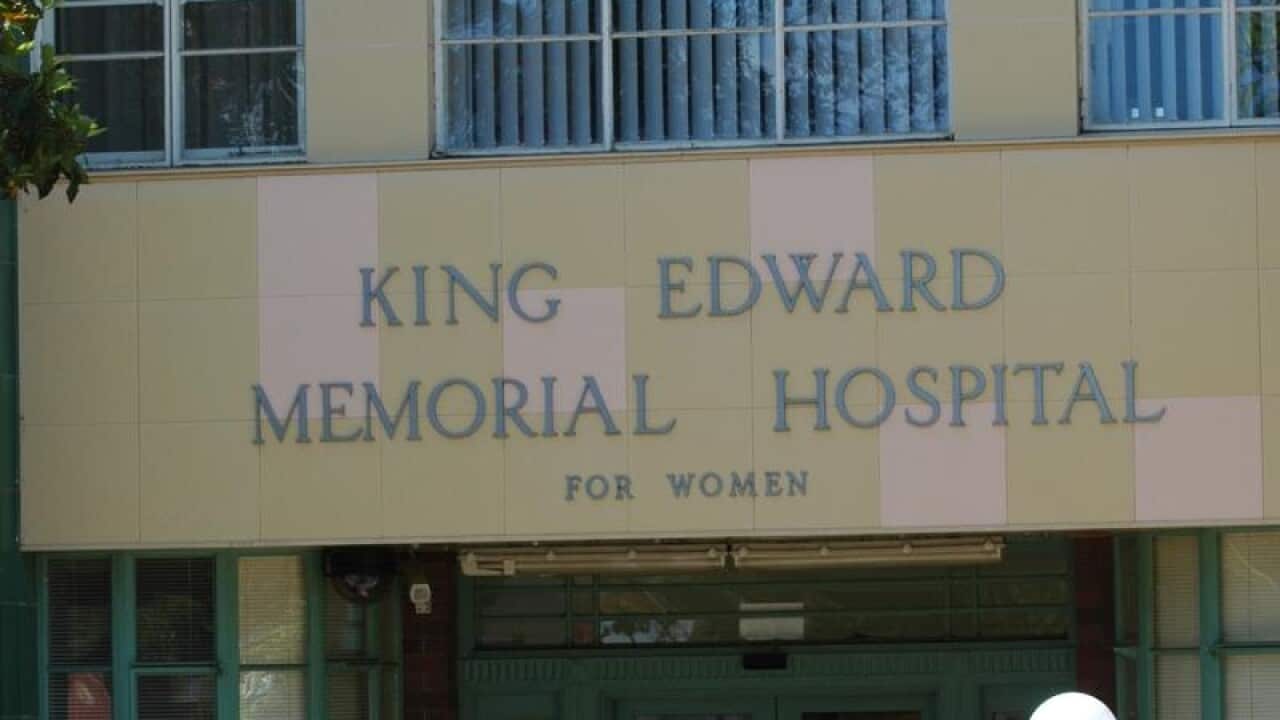 KING EDWARD
MEMORIAL HOSPITAL
FOR WOMEN